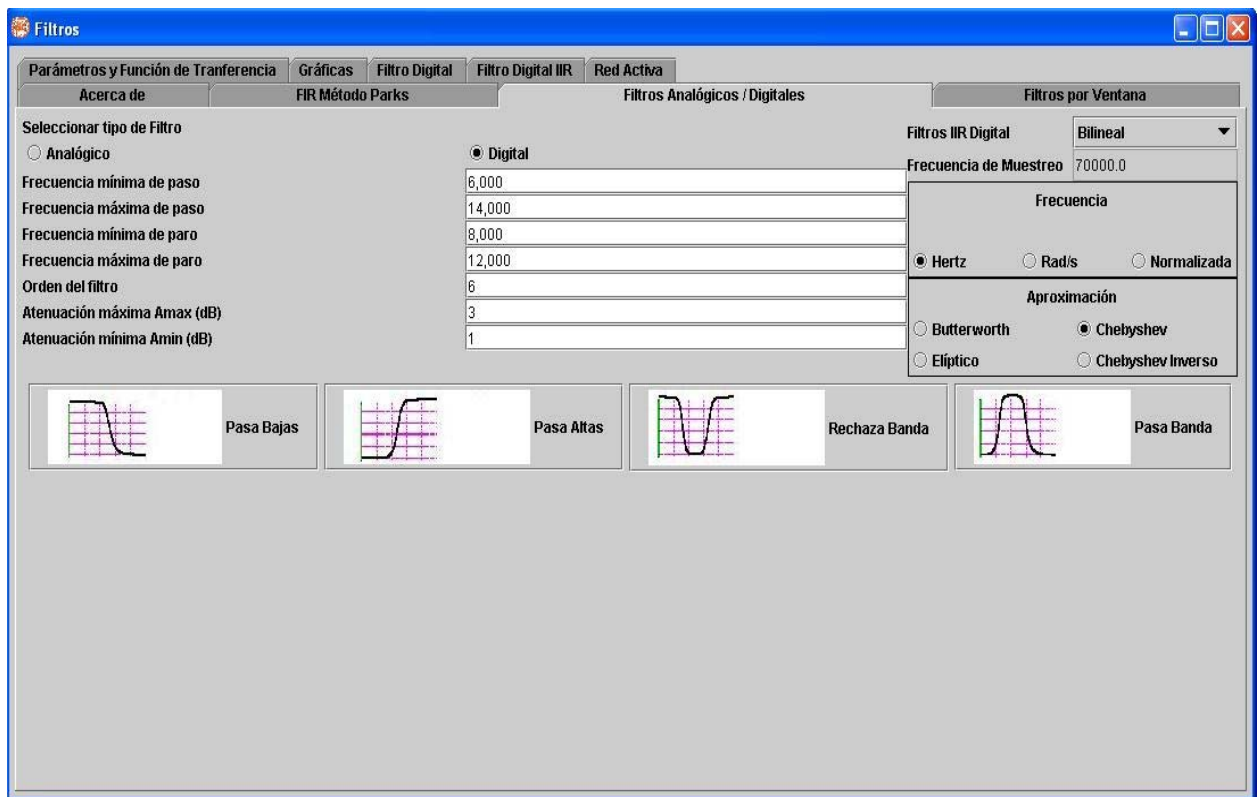 Filtros
Parámetros y Función de Tranferencia Gráficas Filtro Digital Filtro Digital IIR Red Activa
Acerca de FIR Método Parks Filtros Analógicos / Digitales Filtros por Ventana
Seleccionar tipo de Filtro
Analógico Digital
Frecuencia mínima de paso 6,000
Frecuencia máxima de paso 14,000
Frecuencia mínima de paro 8,000
Frecuencia máxima de paro 12,000
Orden del filtro 6
Atenuación máxima Amax (dB) 3
Atenuación mínima Amin (dB) 1
Filtros IIR Digital Bilineal
Frecuencia de Muestreo 70000.0
Frecuencia
Hertz Rad/s Normalizada
Aproximación
Butterworth Chebyshev
Elíptico Chebyshev Inverso
Pasa Bajas Pasa Altas Rechaza Banda Pasa Banda